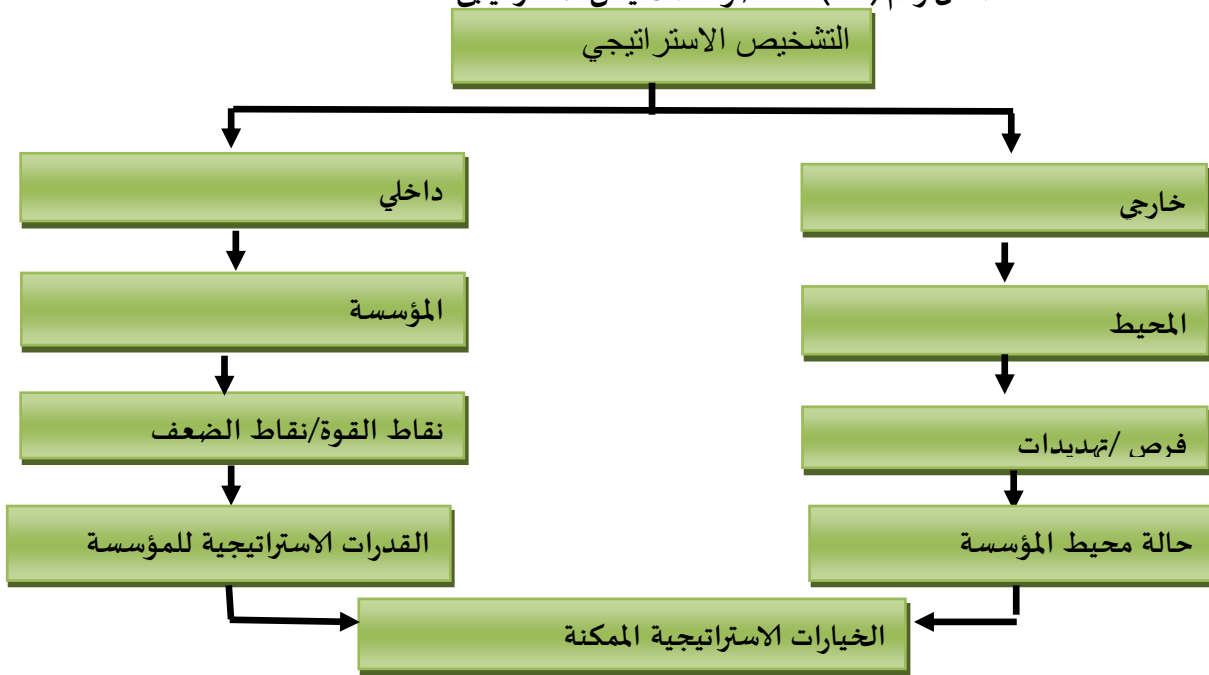 التشخيص الاستراتيجي
خارجي
داخلي
المحيط
المؤسسة
فرص /تهديدات
نقاط القوة/نقاط الضعف
حالة محيط المؤسسة
القدرات الاستراتيجية للمؤسسة
الخيارات الاستراتيجية الممكنة